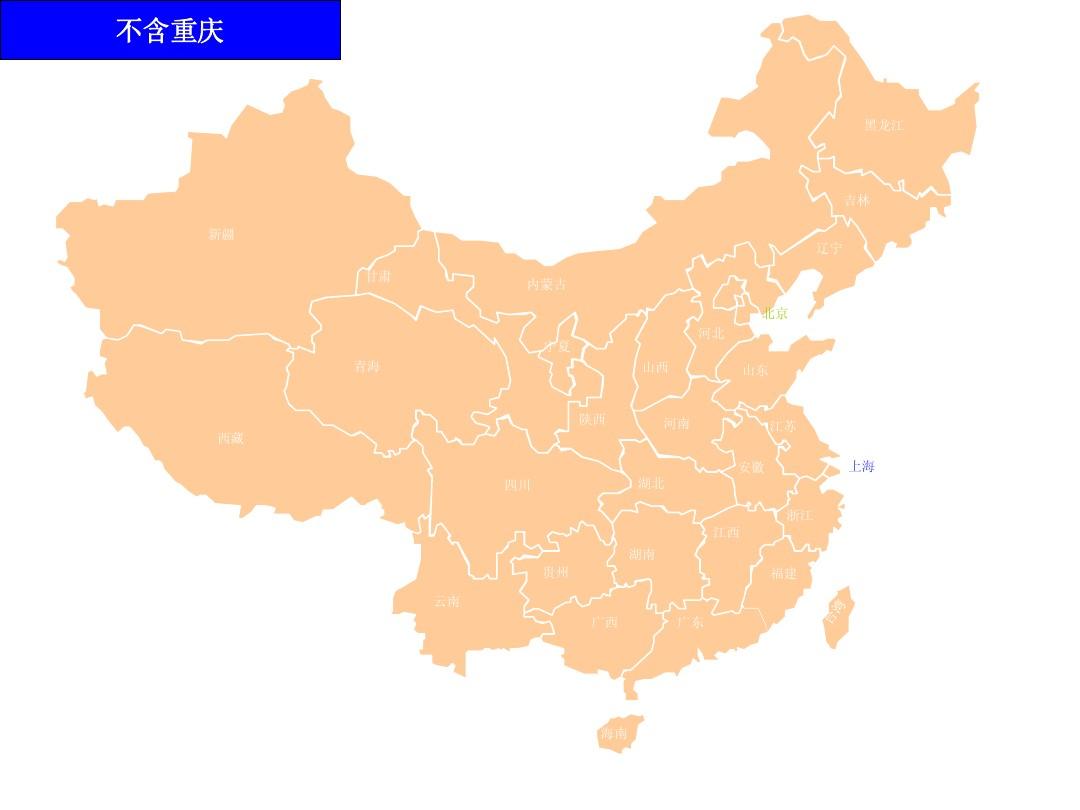 不含重庆
黑龙江
吉林
新疆
辽宁
甘肃
内蒙古
北京
河北
宁夏
青海
山西
山东
陕西
河南
江苏
西藏
上海
安徽
四川
湖北
浙江
江西
湖南
贵州
福建
云南
台湾
广西
广东
海南